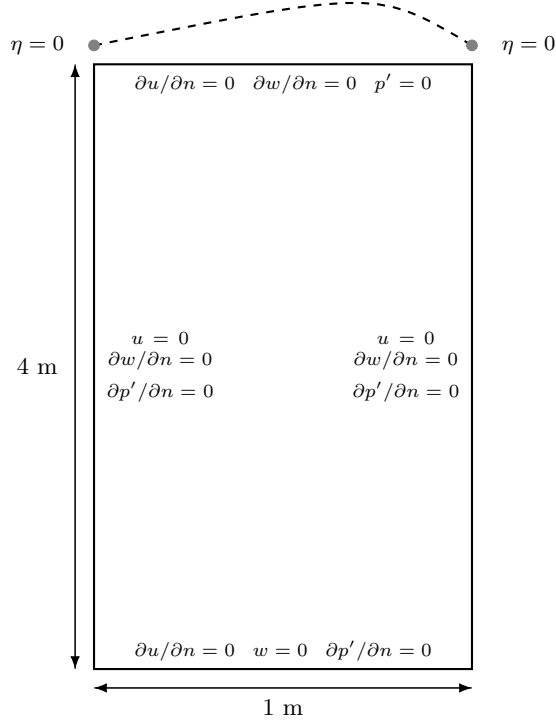 η = 0
η = 0
∂u/∂n = 0 ∂w/∂n = 0 p′ = 0
u = 0
∂w/∂n = 0
∂p′/∂n = 0
u = 0
∂w/∂n = 0
∂p′/∂n = 0
4 m
∂u/∂n = 0 w = 0 ∂p′/∂n = 0
1 m